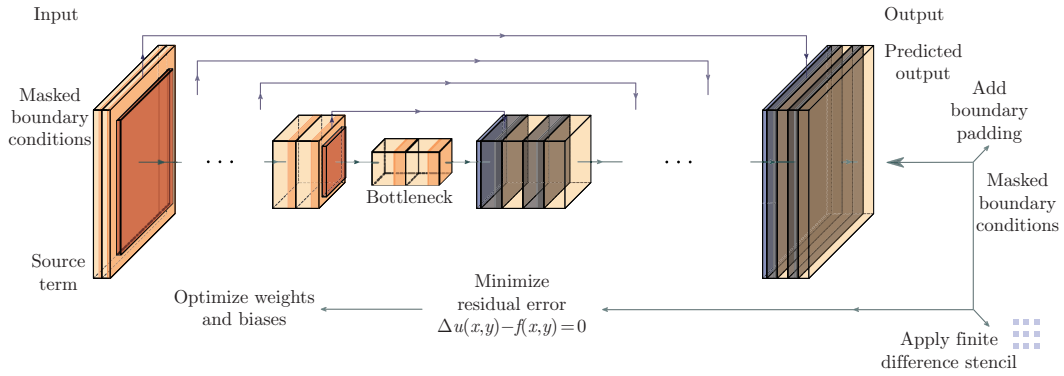 Input
Output
Masked
boundary
conditions
Source
term
. . .
Bottleneck
. . .
Predicted
output
Add
boundary
padding
Masked
boundary
conditions
Optimize weights
and biases
Minimize
residual error
Δu(x,y)−f(x,y)=0
Apply finite
difference stencil